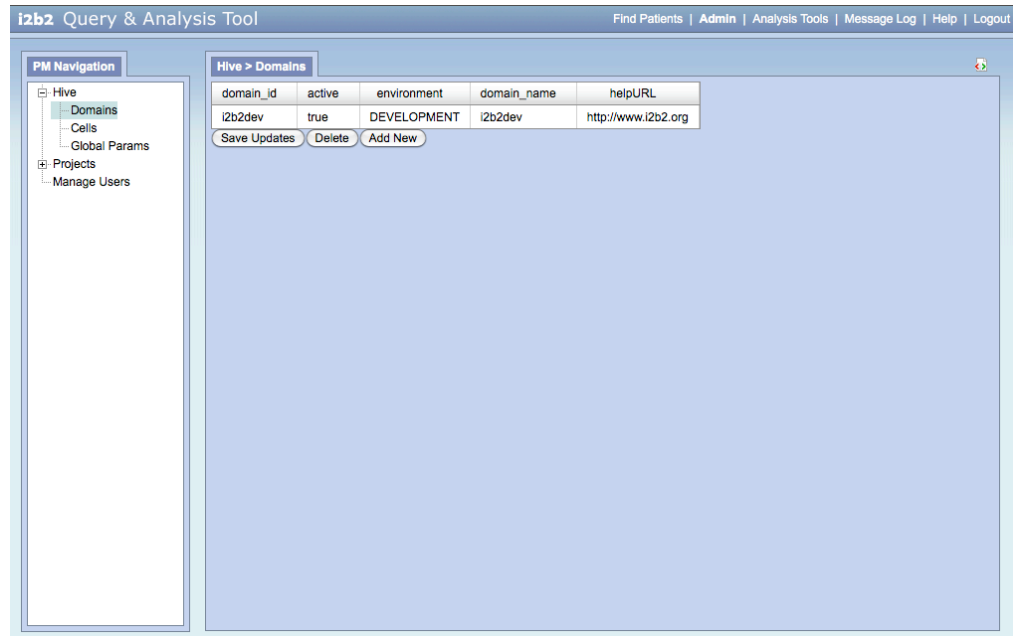 i2b2 Query & Analysis Tool
Find Patients | Admin | Analysis Tools | Message Log | Help | Logout
PM Navigation
Hive
Domains
Cells
Global Params
Projects
Manage Users
Hive > Domains
domain_id active environment domain_name helpURL
i2b2dev true DEVELOPMENT i2b2dev http://www.i2b2.org
Save Updates Delete Add New